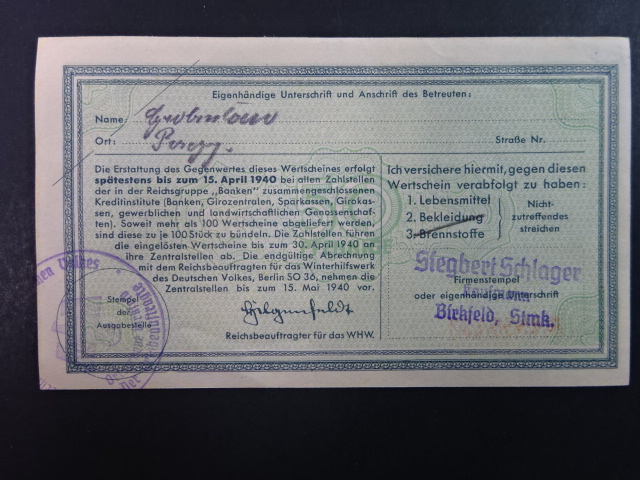 Eigenhändige Unterschrift und Anschrift des Betreuten:
Name:
Ort:
Straße Nr.
Die Erstattung des Gegenwertes dieses Wertscheines erfolgt
spätestens bis zum 15. April 1940 bei allen Zahlstellen
der in der Reichsgruppe „Banken" zusammengeschlossenen
Kreditinstitute (Banken, Girozentralen, Sparkassen, Girokas-
sen, gewerblichen und landwirtschaftlichen Genossenschaf-
ten). Soweit mehr als 100 Wertscheine abgeliefert werden,
sind diese zu je 100 Stück zu bündeln. Die Zahlstellen führen
die eingelösten Wertscheine bis zum 30. April 1940 an
ihre Zentralstellen ab. Die endgültige Abrechnung
mit dem Reichsbeauftragten für das Winterhilfswerk
des Deutschen Volkes, Berlin SO 36, nehmen die
Zentralstellen bis zum 15. Mai 1940 vor.
Hilgenfeldt
Reichsbeauftragter für das WHW.
Stempel
der
Ausgabestelle
Ich versichere hiermit, gegen diesen
Wertschein verabfolgt zu haben:
1. Lebensmittel
2. Bekleidung
3. Brennstoffe
Nicht-
zutreffendes
streichen
Siegbert Schlager
Kaufmann
Firmenstempel
oder eigenhändige Unterschrift
Birkfeld, Stmk.